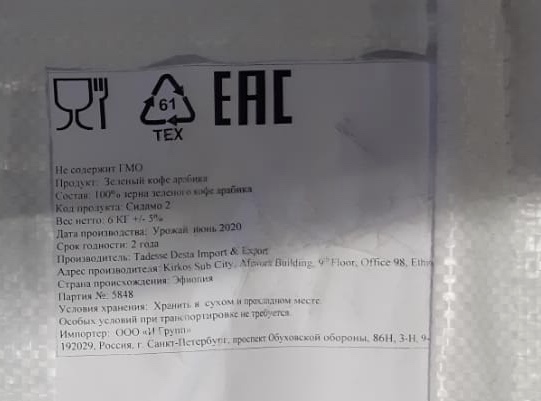 61
TEX
EAC
Не содержит ГМО
Продукт: Зеленый кофе арабика
Состав: 100% зерна зеленого кофе арабика
Код продукта: Сидамо 2
Вес нетто: 6 КГ +/- 5%
Дата производства: Урожай июнь 2020
Срок годности: 2 года
Производитель: Tadesse Desta Import & Export
Адрес производителя: Kirkos Sub City, Afework Building, 9th Floor, Office 98, Ethio
Страна происхождения: Эфиопия
Партия №: 5848
Условия хранения: Хранить в сухом и прохладном месте.
Особых условий при транспортировке не требуется.
Импортер: ООО «И Групп»
192029, Россия, г. Санкт-Петербург, проспект Обуховской обороны, 86Н, 3-Н, 9-